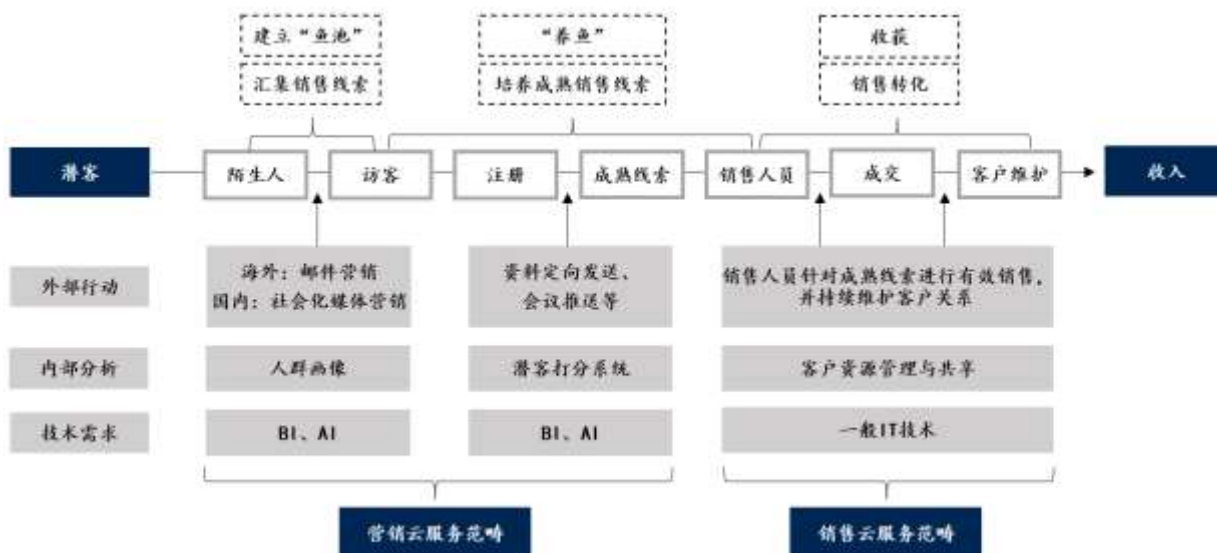 建立“鱼池”
“养鱼”
收获
汇集销售线索
培养成熟销售线索
销售转化
潜客
陌生人
访客
注册
成熟线索
销售人员
成交
客户维护
收入
外部行动
海外：邮件营销
国内：社会化媒体营销
资料定向发送、
会议推送等
销售人员针对成熟线索进行有效销售，
并持续维护客户关系
内部分析
人群画像
潜客打分系统
客户资源管理与共享
技术需求
BI、AI
BI、AI
一般IT技术
营销云服务范畴
销售云服务范畴